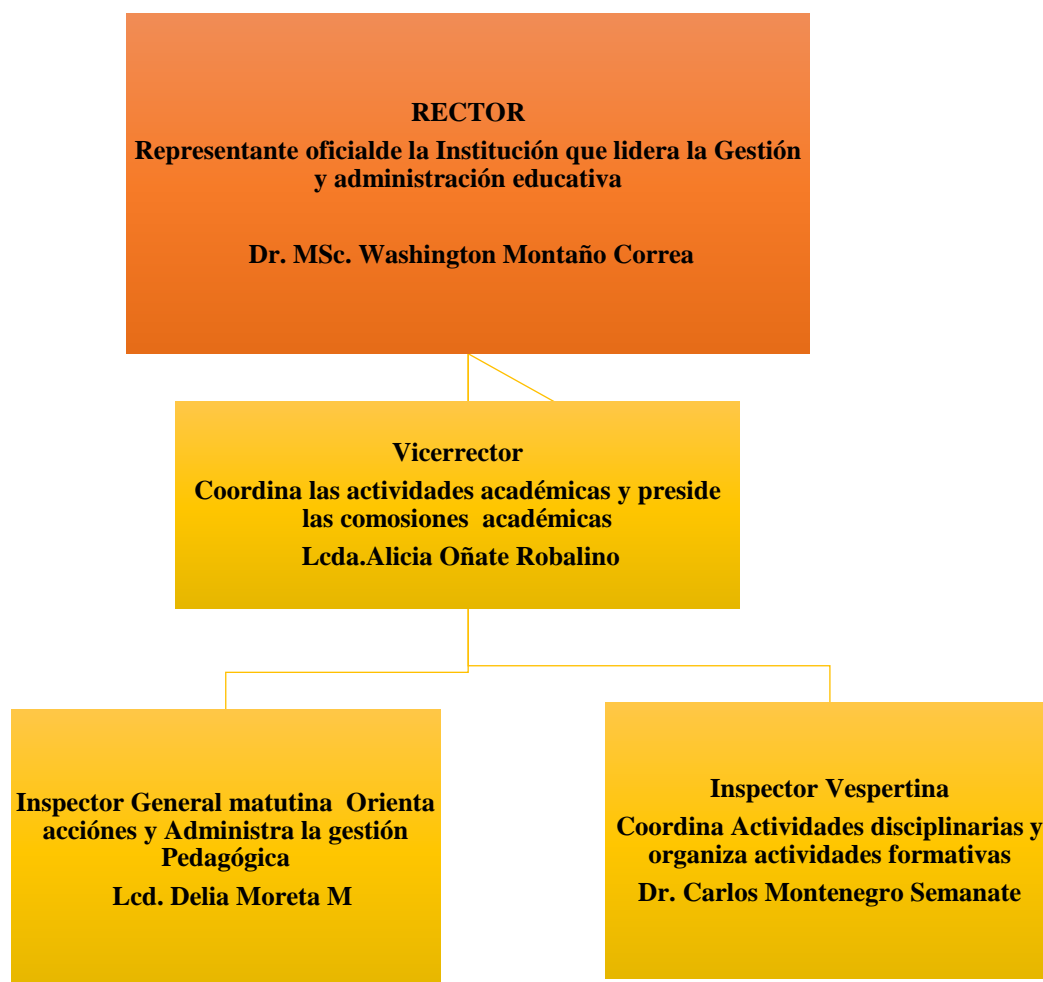 RECTOR
Representante oficialde la Institución que lidera la Gestión
y administración educativa
Dr. MSc. Washington Montaño Correa
Vicerrector
Coordina las actividades académicas y preside
las comosiones académicas
Lcda.Alicia Oñate Robalino
Inspector General matutina Orienta
acciónes y Administra la gestión
Pedagógica
Lcd. Delia Moreta M
Inspector Vespertina
Coordina Actividades disciplinarias y
organiza actividades formativas
Dr. Carlos Montenegro Semanate